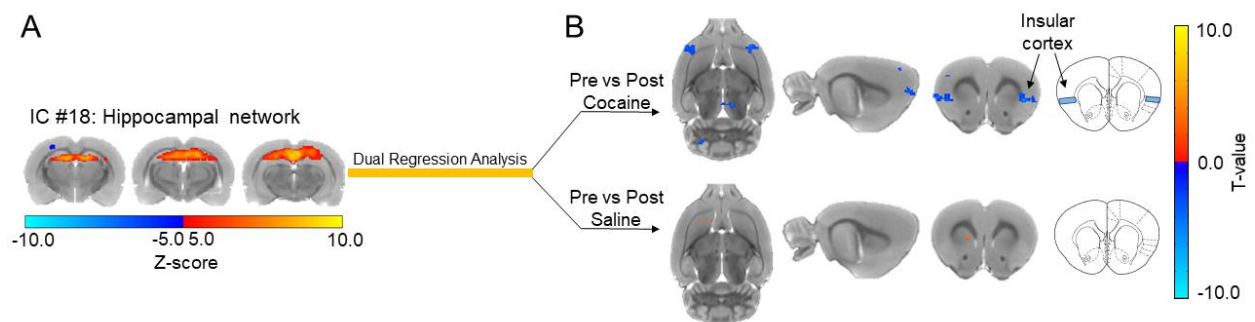 A
B
IC #18: Hippocampal network
-10.0
-5.0
5.0
10.0
Z-score
Dual Regression Analysis
Pre vs Post
Cocaine
Pre vs Post
Saline
Insular
cortex
10.0
0.0
-10.0
T-value